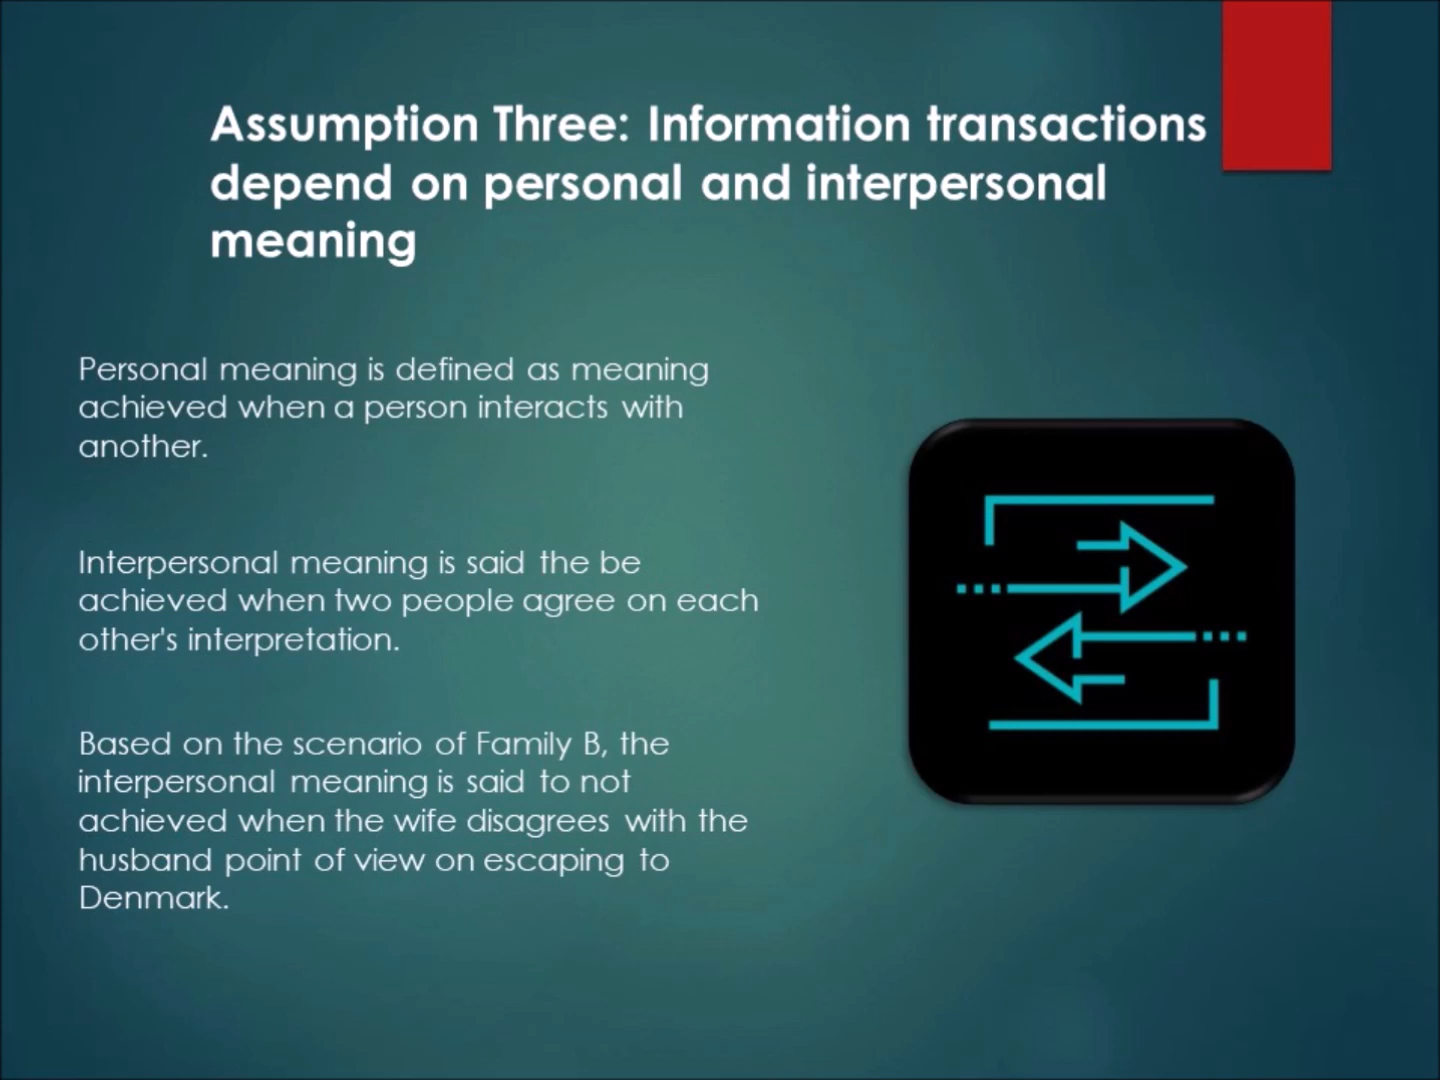 Assumption Three: Information transactions
depend on personal and interpersonal
meaning
Personal meaning is defined as meaning
achieved when a person interacts with
another.
Interpersonal meaning is said the be
achieved when two people agree on each
other's interpretation.
Based on the scenario of Family B, the
interpersonal meaning is said to not
achieved when the wife disagrees with the
husband point of view on escaping to
Denmark.